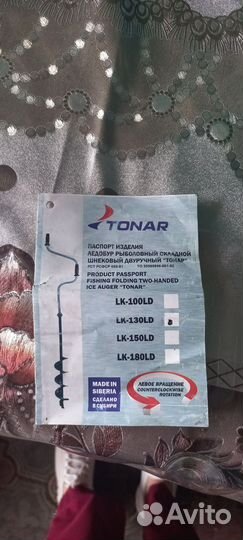 TONAR
ПАСПОРТ ИЗДЕЛИЯ
ЛЕДОБУР РЫБОЛОВНЫЙ СКЛАДНОЙ
ШНЕКОВЫЙ ДВУРУЧНЫЙ "ТОНАР"
PRODUCT PASSPORT
FISHING FOLDING TWO-HANDED
ICE AUGER "TONAR"
LK-100LD
LK-130LD
LK-150LD
LK-180LD
MADE IN
SIBERIA
СДЕЛАНО
В СИБИРИ
ЛЕВОЕ ВРАЩЕНИЕ
COUNTERCLOCKWISE
ROTATION
Avito